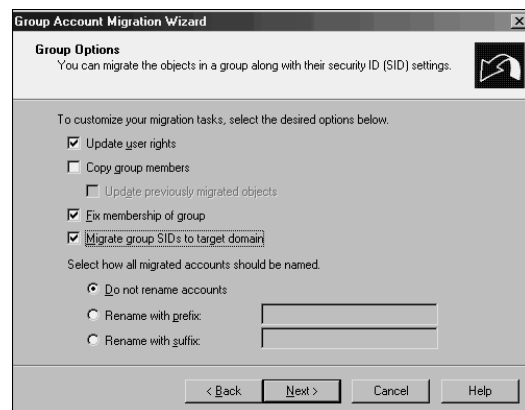 Group Account Migration Wizard
Group Options
You can migrate the objects in a group along with their security ID (SID) settings.
To customize your migration tasks, select the desired options below.
Update user rights
Copy group members
Update previously migrated objects
Fix membership of group
Migrate group SIDs to target domain
Select how all migrated accounts should be named.
Do not rename accounts
Rename with prefix:
Rename with suffix:
< Back Next > Cancel Help